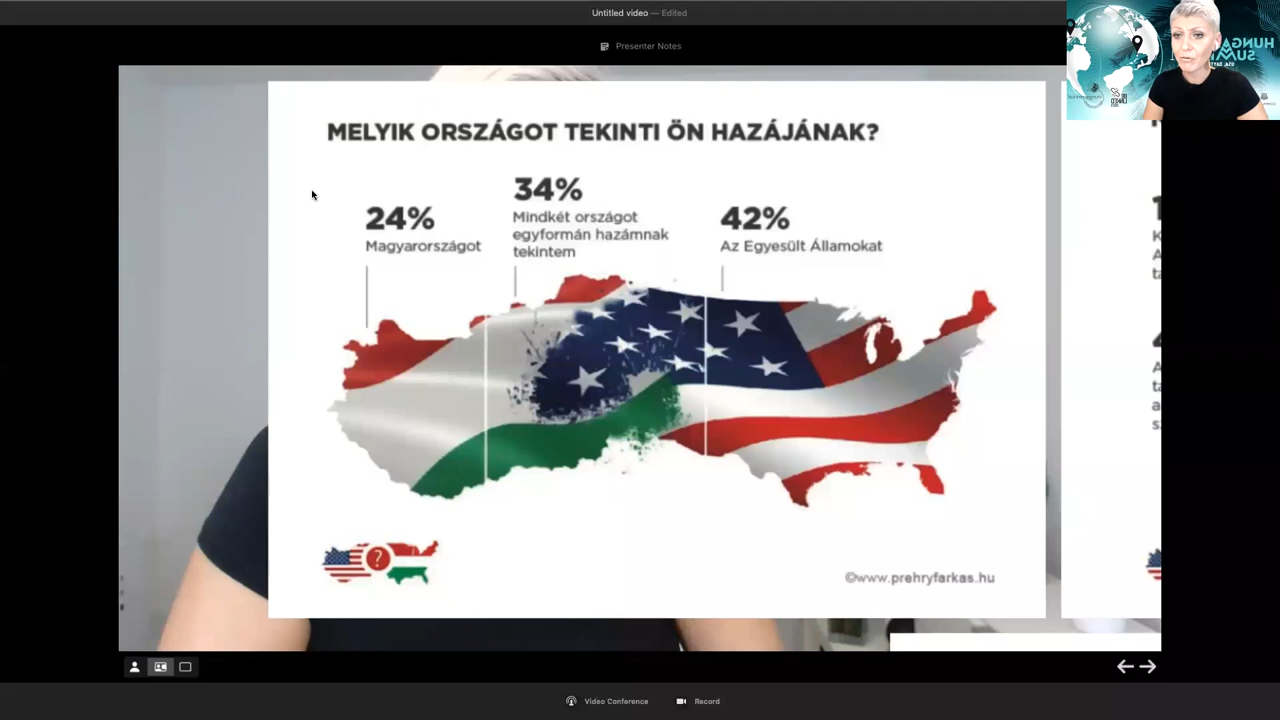 Untitled video — Edited
Presenter Notes
MELYIK ORSZÁGOT TEKINTI ÖN HAZÁJÁNAK?
24%
Magyarországot
34%
Mindkét országot
egyformán hazámnak
tekintem
42%
Az Egyesült Államokat
?
©www.prehryfarkas.hu
Video Conference
Record